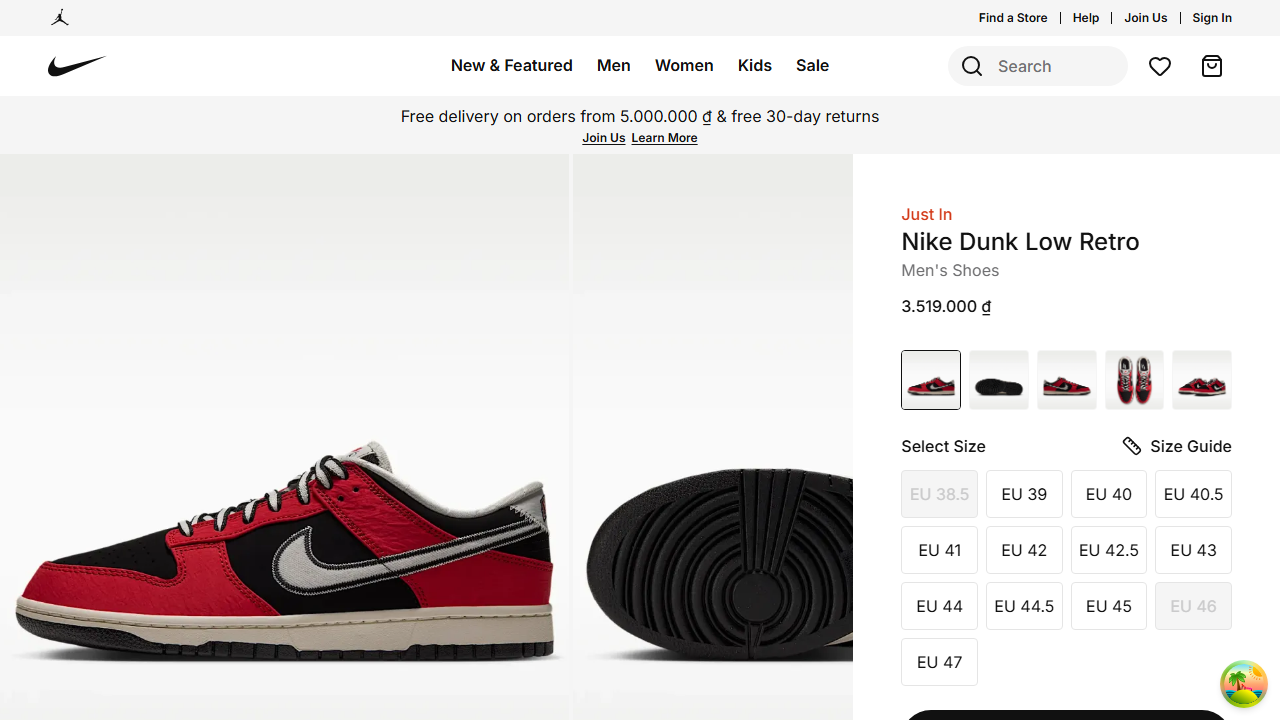 Find a Store
Help
Join Us
Sign In
New & Featured
Men
Women
Kids
Sale
Search
Free delivery on orders from 5.000.000 ₫ & free 30-day returns
Join Us Learn More
Just In
Nike Dunk Low Retro
Men's Shoes
3.519.000 ₫
Select Size
Size Guide
EU 38.5
EU 39
EU 40
EU 40.5
EU 41
EU 42
EU 42.5
EU 43
EU 44
EU 44.5
EU 45
EU 46
EU 47